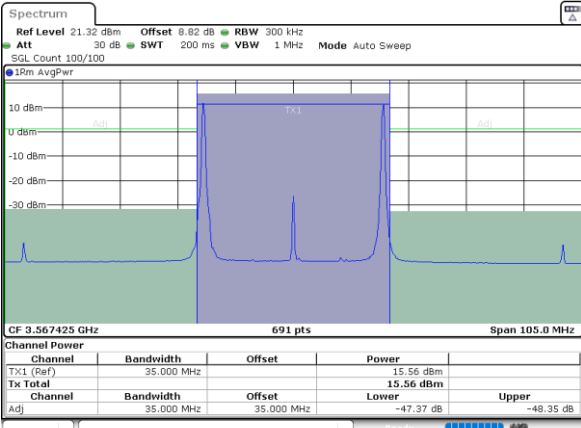 Spectrum
Ref Level 21.32 dBm Offset 8.82 dB RBW 300 kHz
Att 30 dB SWT 200 ms VBW 1 MHz Mode Auto Sweep
SGL Count 100/100
1Rm AvgPwr
10 dBm
TX1
Adj Adj
0 dBm
-10 dBm
-20 dBm
-30 dBm
CF 3.567425 GHz 691 pts Span 105.0 MHz
Channel Power
Channel Bandwidth Offset Power
TX1 (Ref) 35.000 MHz 15.56 dBm
Tx Total 15.56 dBm
Channel Bandwidth Offset Lower Upper
Adj 35.000 MHz 35.000 MHz -47.37 dB -48.35 dB